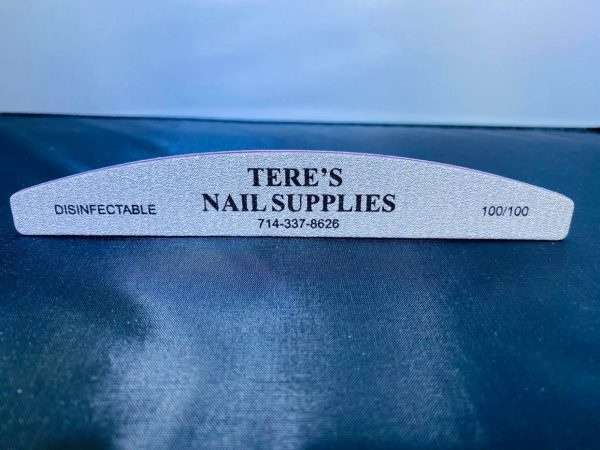 TERE'S
NAIL SUPPLIES
714-337-8626
DISINFECTABLE
100/100